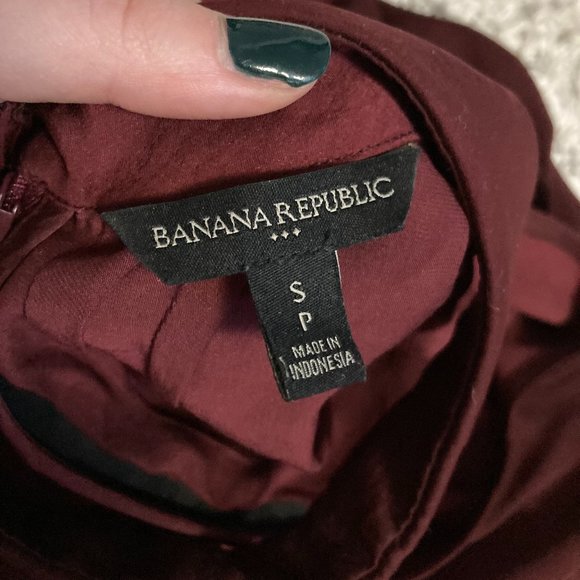 BANANA REPUBLIC
S
P
MADE IN
INDONESIA